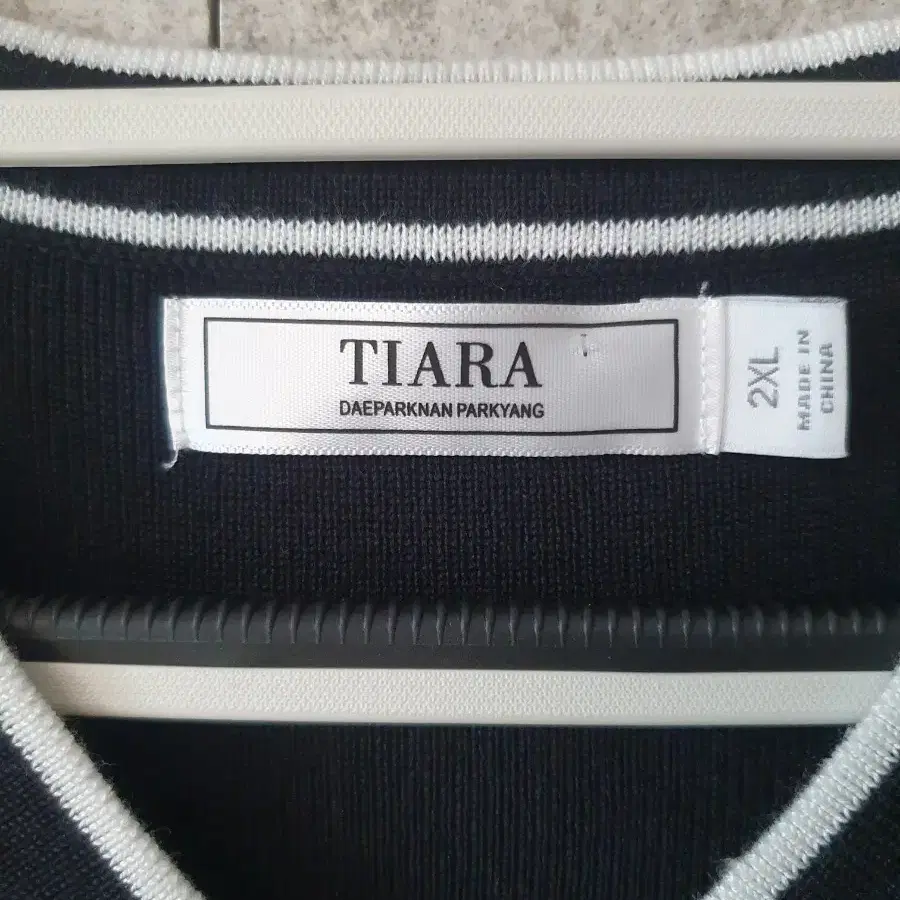 TIARA
DAEPARKNAN PARKYANG
2XL
MADE IN
CHINA